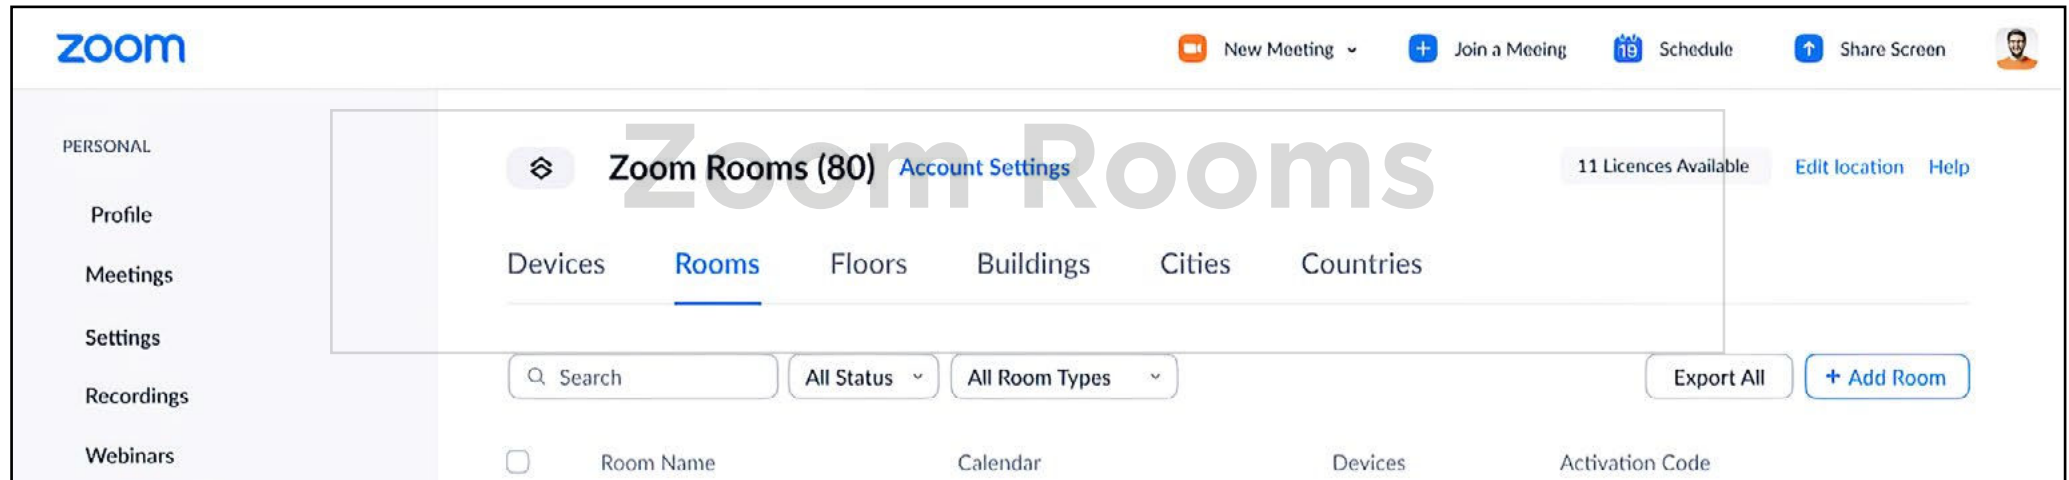 zoom
New Meeting
Join a Meeing
19 Schedule
Share Screen
PERSONAL
Profile
Meetings
Settings
Recordings
Webinars
Zoom Rooms
Zoom Rooms (80) Account Settings
11 Licences Available
Edit location
Help
Devices Rooms Floors Buildings Cities Countries
Search
All Status
All Room Types
Export All
+ Add Room
Room Name Calendar Devices Activation Code